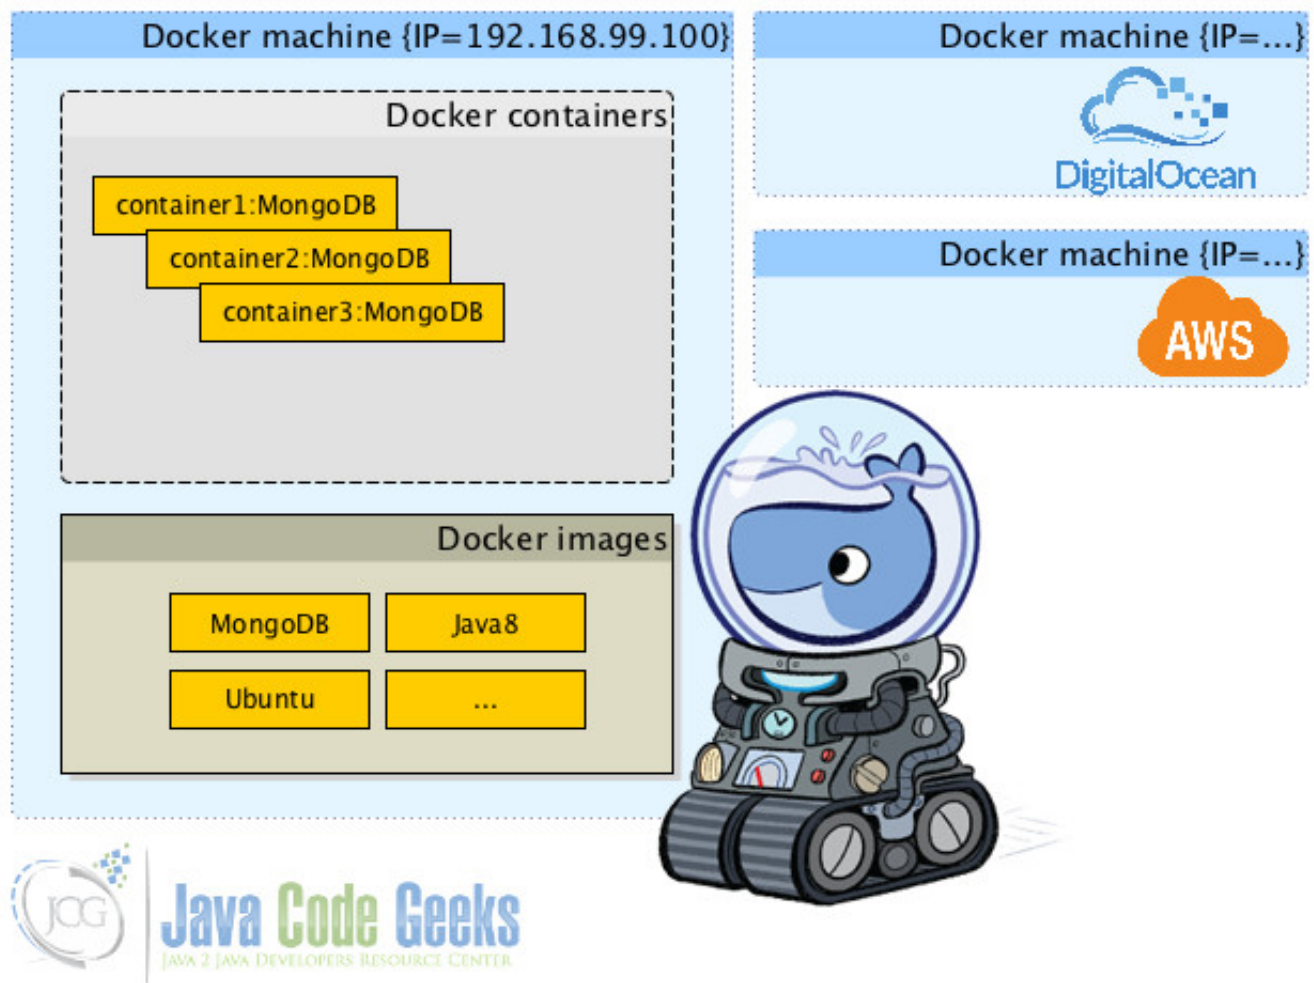 Docker machine {IP=192.168.99.100}
Docker containers
container1:MongoDB
container2:MongoDB
container3:MongoDB
Docker images
MongoDB
Java8
Ubuntu
...
Docker machine {IP=...}
DigitalOcean
Docker machine {IP=...}
AWS
JCG
Java Code Geeks
JAVA 2 JAVA DEVELOPERS RESOURCE CENTER